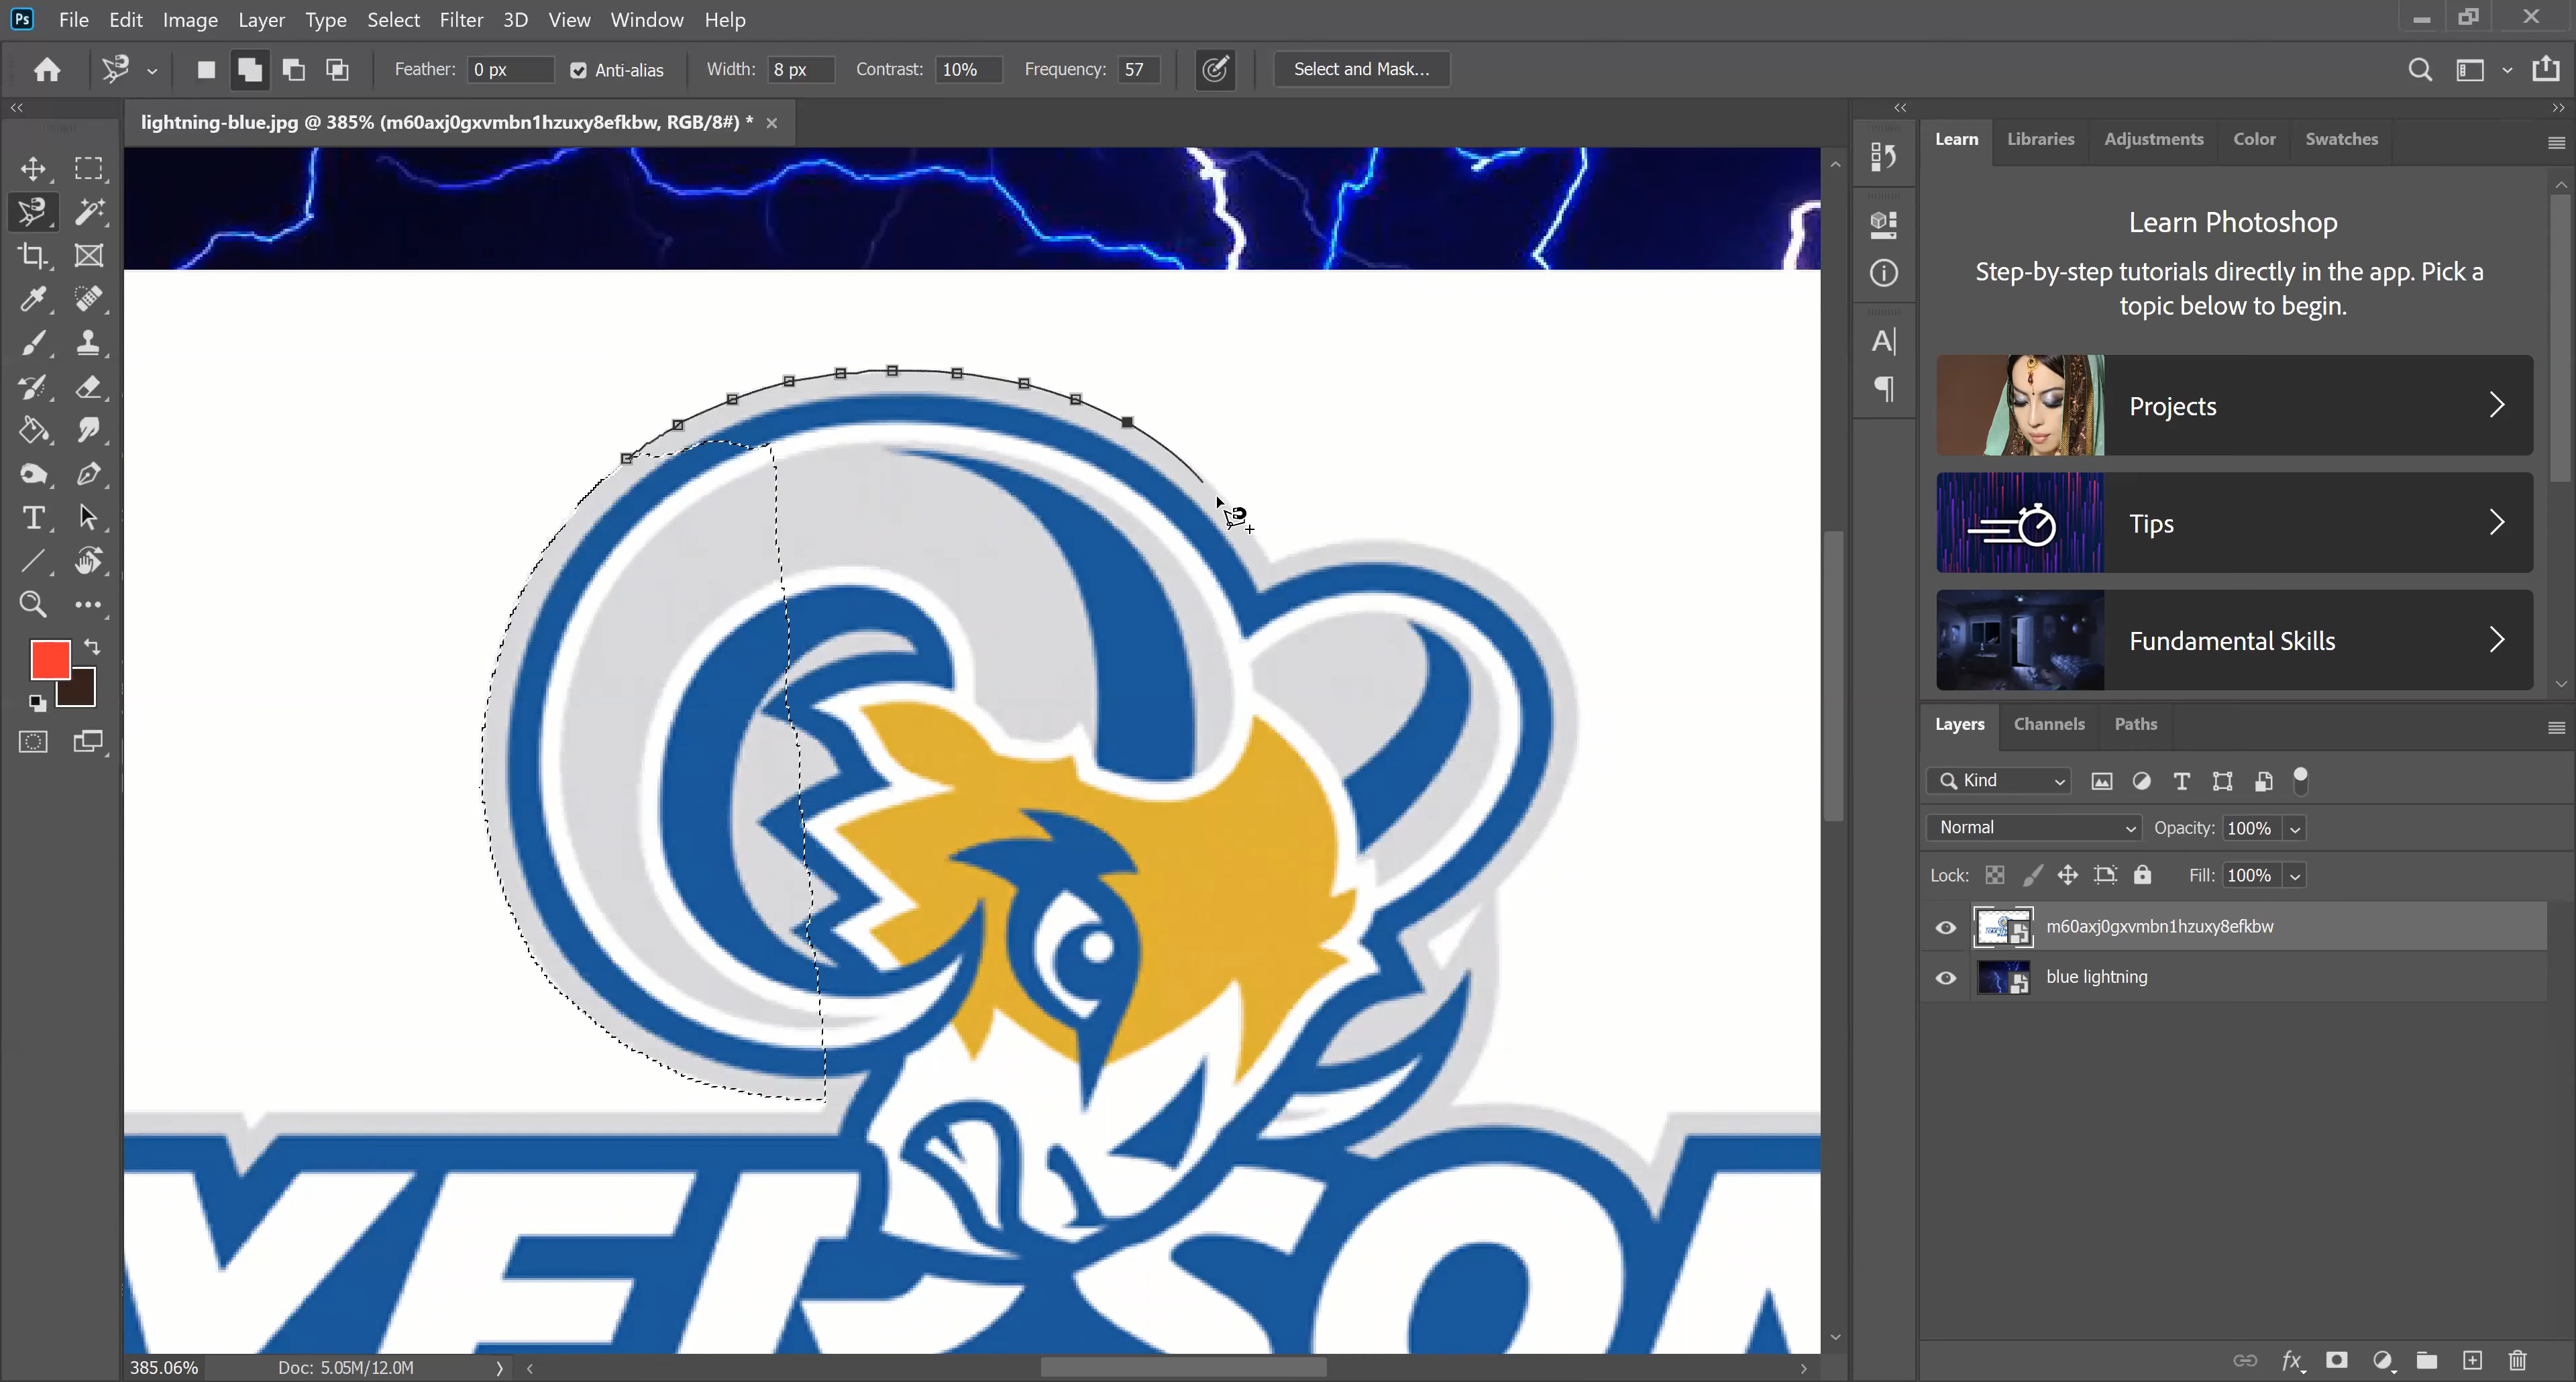 Ps File Edit Image Layer Type Select Filter 3D View Window Help
Feather: 0 px Anti-alias Width: 8 px Contrast: 10% Frequency: 57 Select and Mask...
lightning-blue.jpg @ 385% (m60axj0gxvmbn1hzuxy8efkbw, RGB/8#) *
Learn Libraries Adjustments Color Swatches
Learn Photoshop
Step-by-step tutorials directly in the app. Pick a
topic below to begin.
Projects
Tips
Fundamental Skills
Layers Channels Paths
Kind
Normal Opacity: 100%
Lock: Fill: 100%
m60axj0gxvmbn1hzuxy8efkbw
blue lightning
385.06% Doc: 5.05M/12.0M